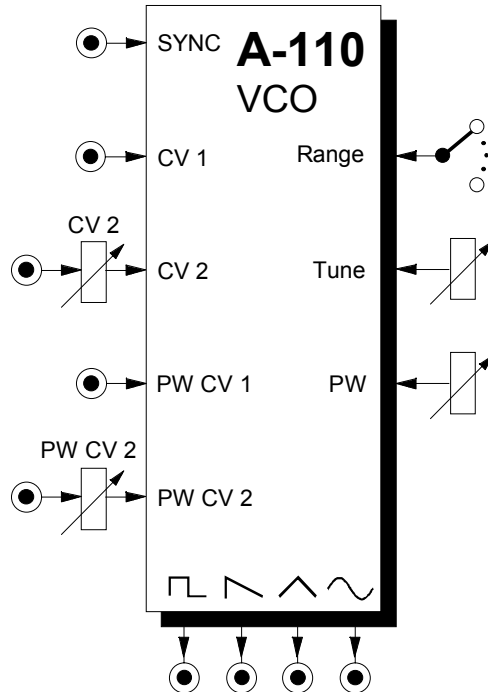 SYNC
A-110
VCO
CV 1
Range
CV 2
CV 2
Tune
PW CV 1
PW
PW CV 2
PW CV 2